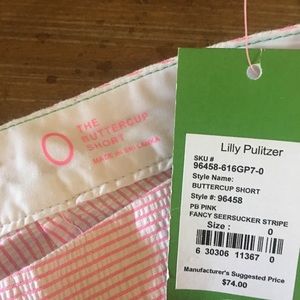 O
THE
BUTTERCUP
SHORT
MADE IN SRI LANKA
Lilly Pulitzer
SKU #
96458-616GP7-0
Style Name:
BUTTERCUP SHORT
Style #: 96458
PB PINK
FANCY SEERSUCKER STRIPE
Size : 0
0
6 30306 11367 0
Manufacturer's Suggested Price
$74.00